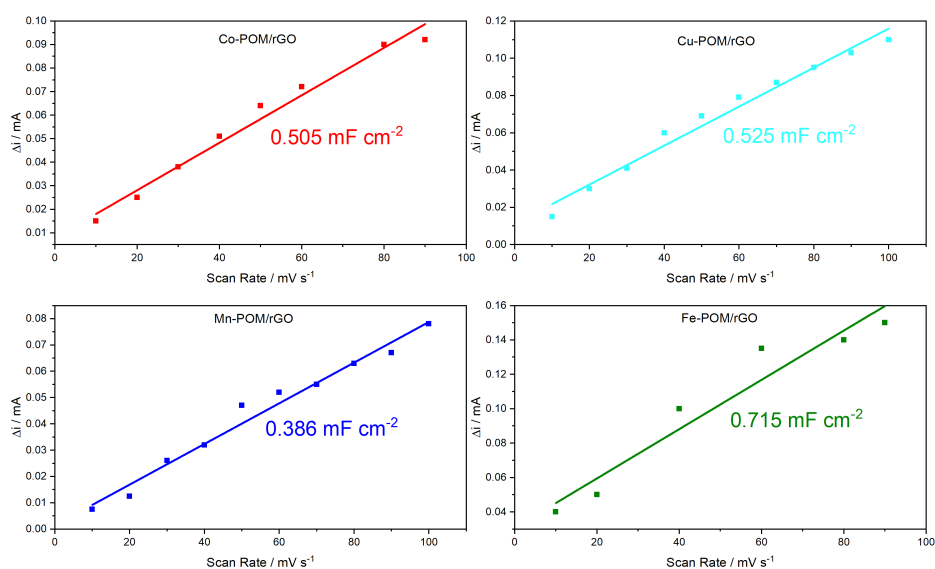 Co-POM/rGO
0.505 mF cm⁻²
Δi / mA
0.10
0.09
0.08
0.07
0.06
0.05
0.04
0.03
0.02
0.01
0 20 40 60 80 100
Scan Rate / mV s⁻¹
Cu-POM/rGO
0.525 mF cm⁻²
Δi / mA
0.12
0.10
0.08
0.06
0.04
0.02
0.00
0 20 40 60 80 100
Scan Rate / mV s⁻¹
Mn-POM/rGO
0.386 mF cm⁻²
Δi / mA
0.08
0.07
0.06
0.05
0.04
0.03
0.02
0.01
0.00
0 20 40 60 80 100
Scan Rate / mV s⁻¹
Fe-POM/rGO
0.715 mF cm⁻²
Δi / mA
0.16
0.14
0.12
0.10
0.08
0.06
0.04
0 20 40 60 80 100
Scan Rate / mV s⁻¹